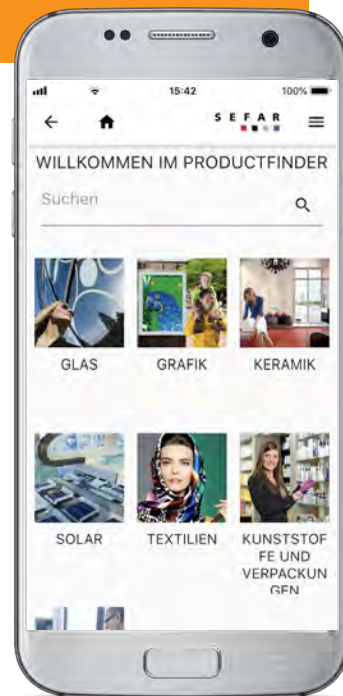 15:42
100%
SEFAR
WILLKOMMEN IM PRODUCTFINDER
Suchen
GLAS
GRAFIK
KERAMIK
SOLAR
TEXTILIEN
KUNSTSTOF
FE UND
VERPACKUN
GEN